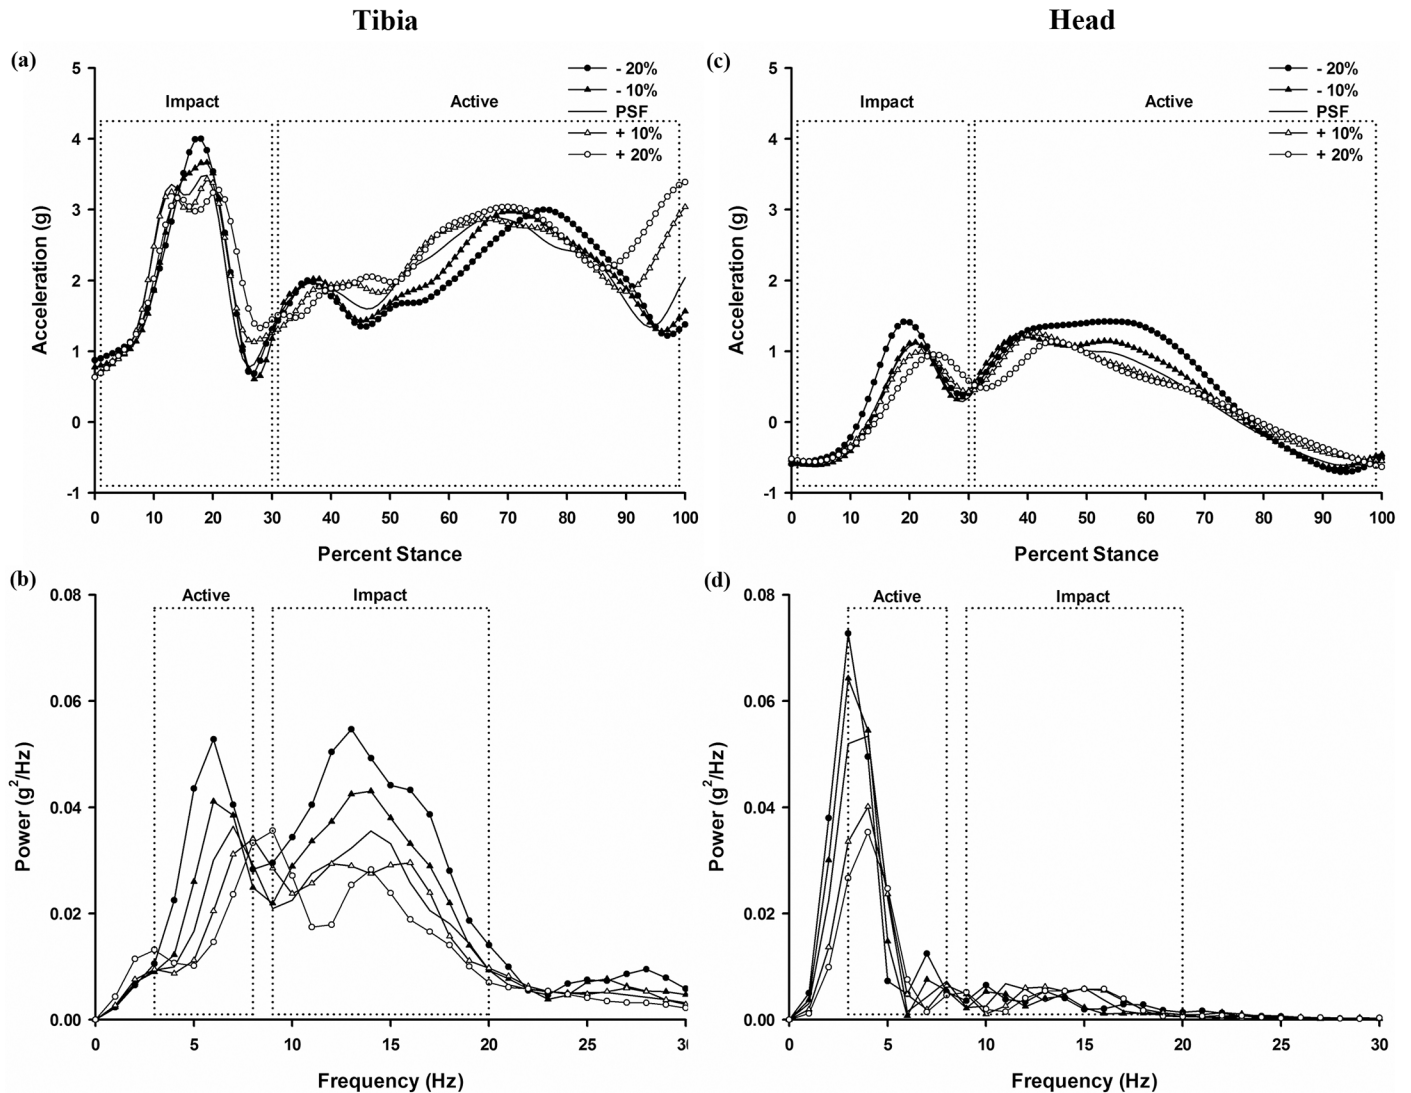 Tibia
Head
(a)
Acceleration (g)
5
4
3
2
1
0
-1
Impact
Active
- 20%
- 10%
PSF
+ 10%
+ 20%
0 10 20 30 40 50 60 70 80 90 100
Percent Stance
(c)
Acceleration (g)
5
4
3
2
1
0
-1
Impact
Active
- 20%
- 10%
PSF
+ 10%
+ 20%
0 10 20 30 40 50 60 70 80 90 100
Percent Stance
(b)
Power (g2/Hz)
0.08
0.06
0.04
0.02
0.00
Active
Impact
0 5 10 15 20 25 30
Frequency (Hz)
(d)
Power (g2/Hz)
0.08
0.06
0.04
0.02
0.00
Active
Impact
0 5 10 15 20 25 30
Frequency (Hz)